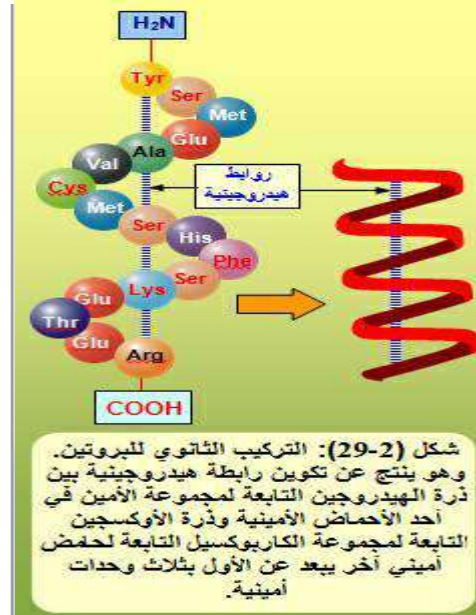 H₂N
Tyr
Ser
Met
Glu
Ala
Val
Cys
Met
روابط
هيدروجينية
Ser
His
Phe
Ser
Lys
Glu
Thr
Glu
Arg
COOH
شكل (2-29): التركيب الثانوي للبروتين.
وهو ينتج عن تكوين رابطة هيدروجينية بين
ذرة الهيدروجين التابعة لمجموعة الأمين في
أحد الأحماض الأمينية وذرة الأوكسجين
التابعة لمجموعة الكاربوكسيل التابعة لحامض
أميني آخر يبعد عن الأول بثلاث وحدات
أمينية.